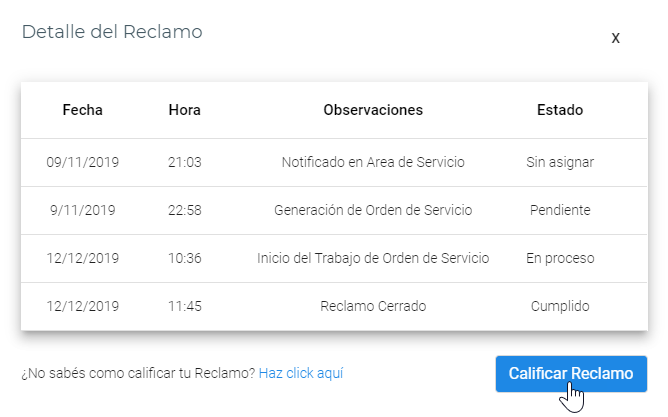 Detalle del Reclamo
x
Fecha Hora Observaciones Estado
09/11/2019 21:03 Notificado en Area de Servicio Sin asignar
9/11/2019 22:58 Generación de Orden de Servicio Pendiente
12/12/2019 10:36 Inicio del Trabajo de Orden de Servicio En proceso
12/12/2019 11:45 Reclamo Cerrado Cumplido
¿No sabés como calificar tu Reclamo? Haz click aquí Calificar Reclamo